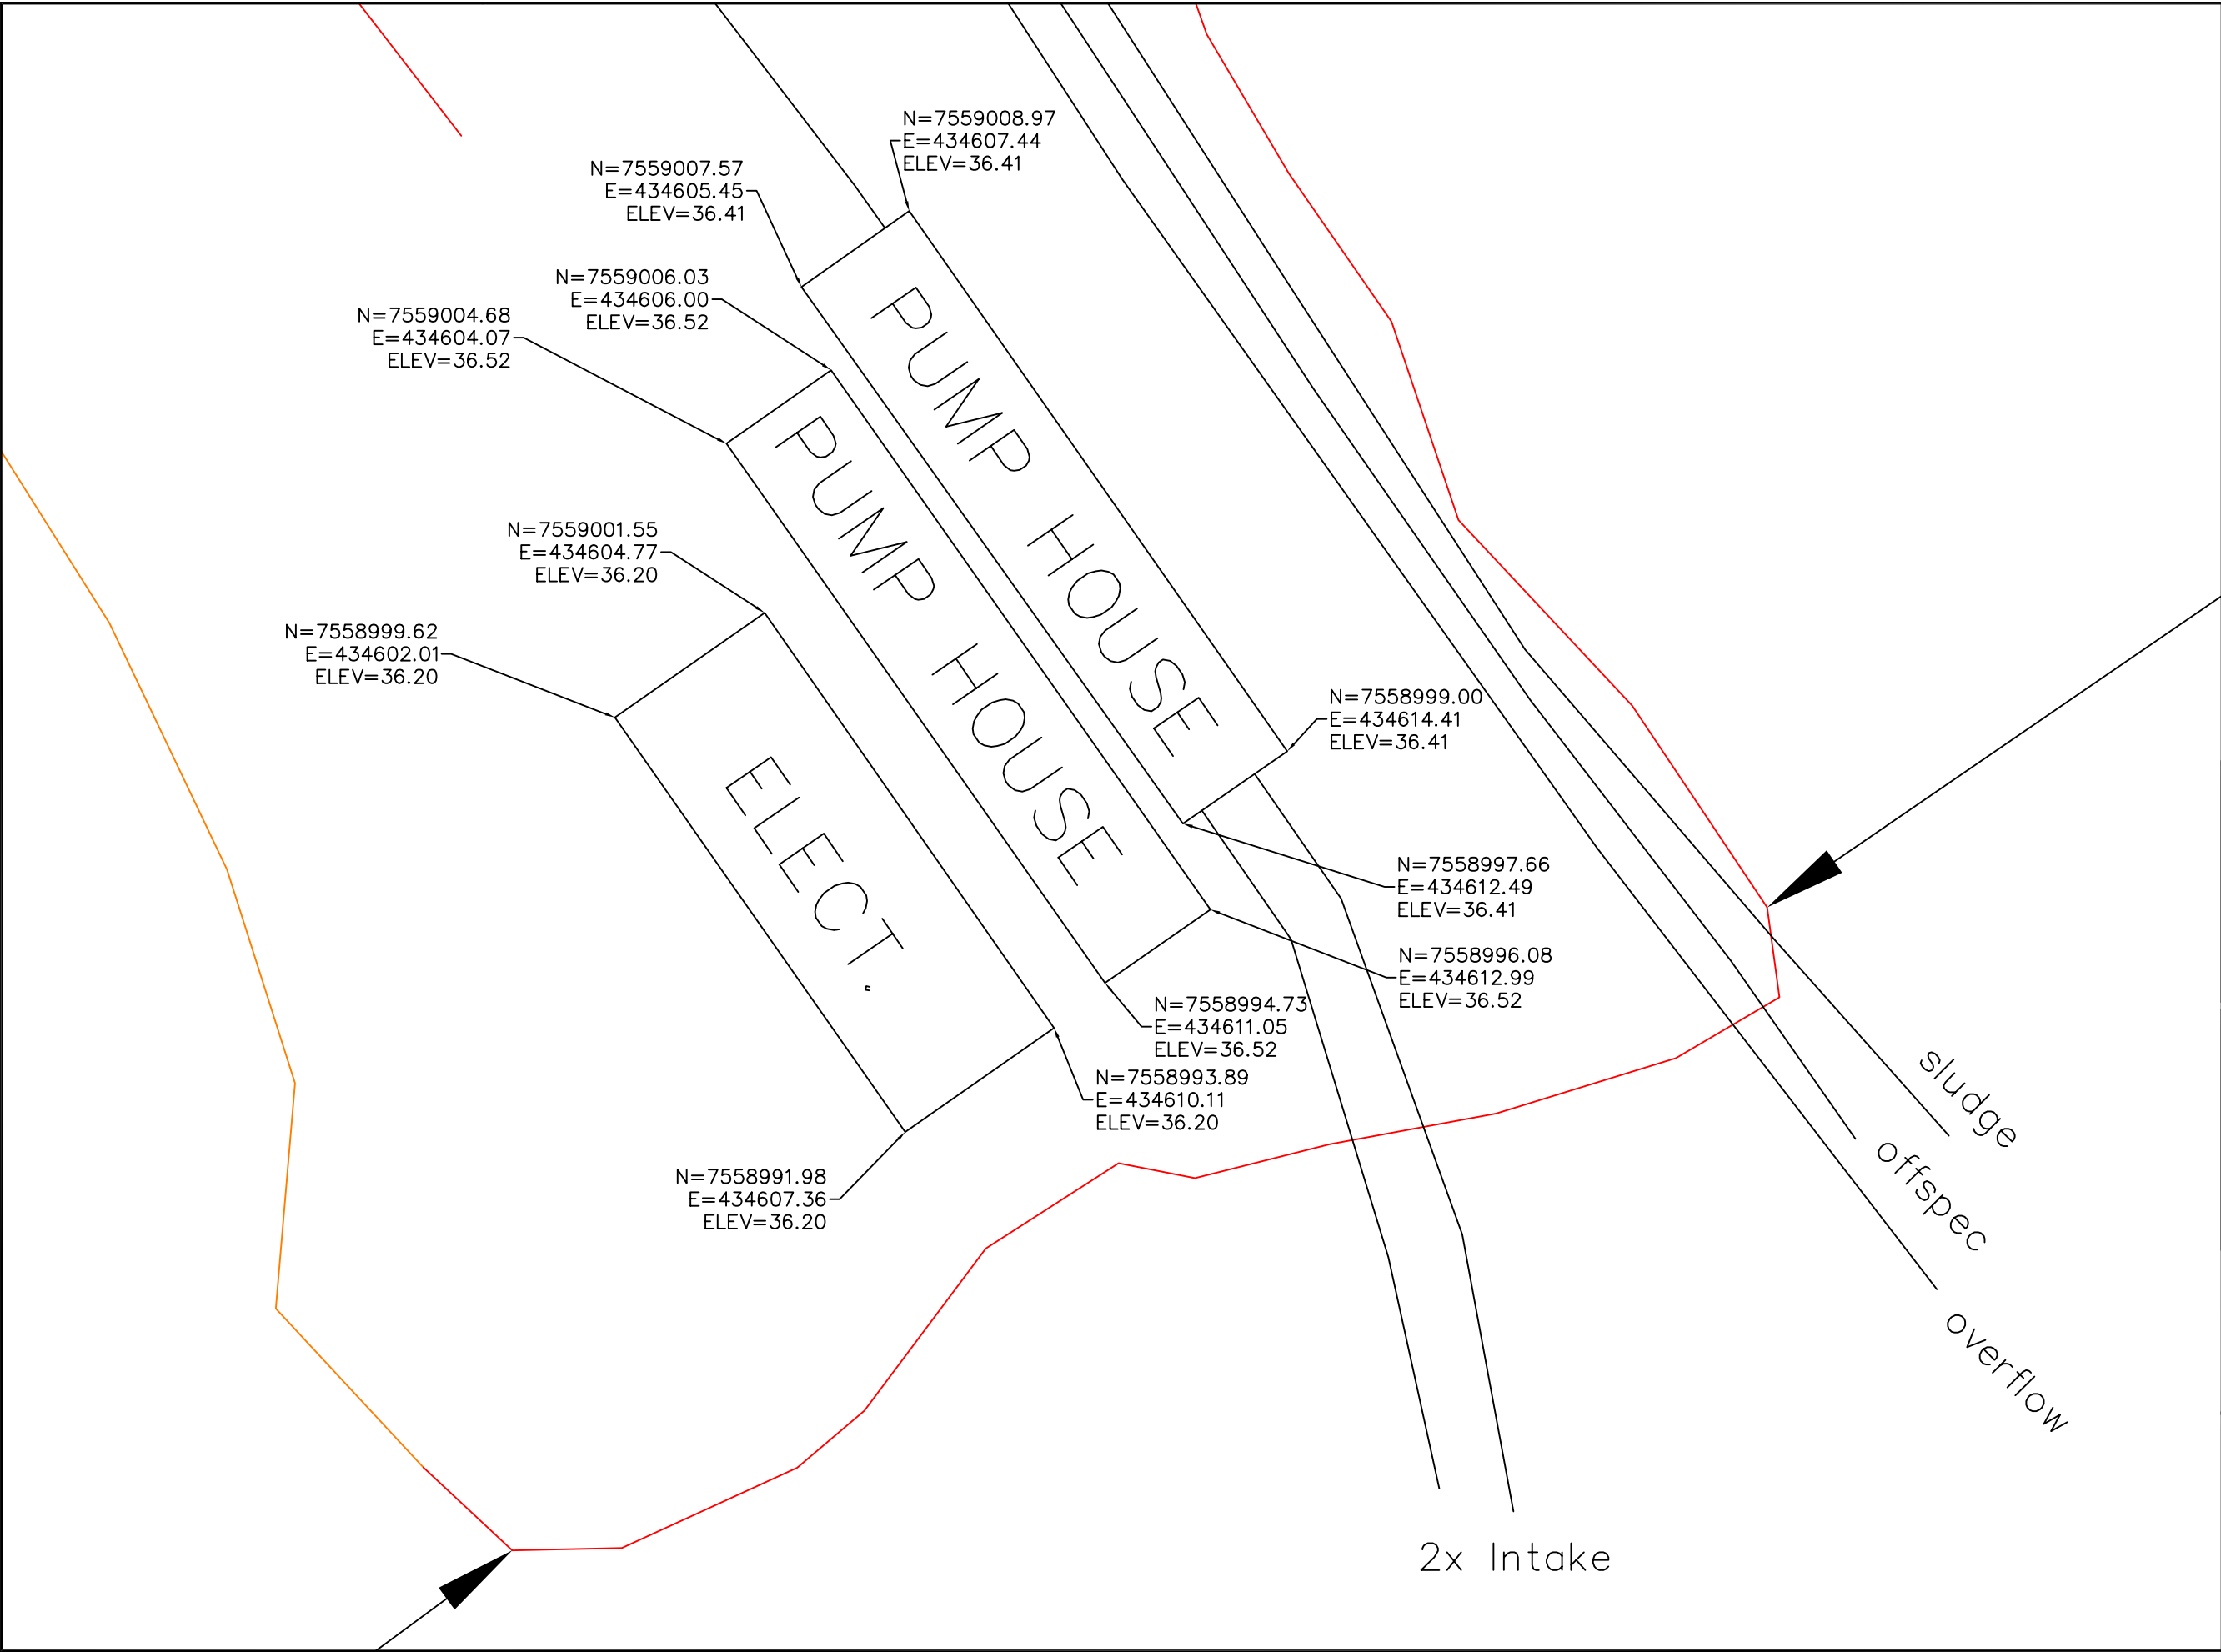 N=7559008.97
E=434607.44
ELEV=36.41
N=7559007.57
E=434605.45
ELEV=36.41
N=7559006.03
E=434606.00
ELEV=36.52
N=7559004.68
E=434604.07
ELEV=36.52
PUMP HOUSE
PUMP HOUSE
N=7559001.55
E=434604.77
ELEV=36.20
N=7558999.62
E=434602.01
ELEV=36.20
ELECT.
N=7558999.00
E=434614.41
ELEV=36.41
N=7558997.66
E=434612.49
ELEV=36.41
N=7558996.08
E=434612.99
ELEV=36.52
N=7558994.73
E=434611.05
ELEV=36.52
N=7558993.89
E=434610.11
ELEV=36.20
N=7558991.98
E=434607.36
ELEV=36.20
sludge
offspec
overflow
2x Intake